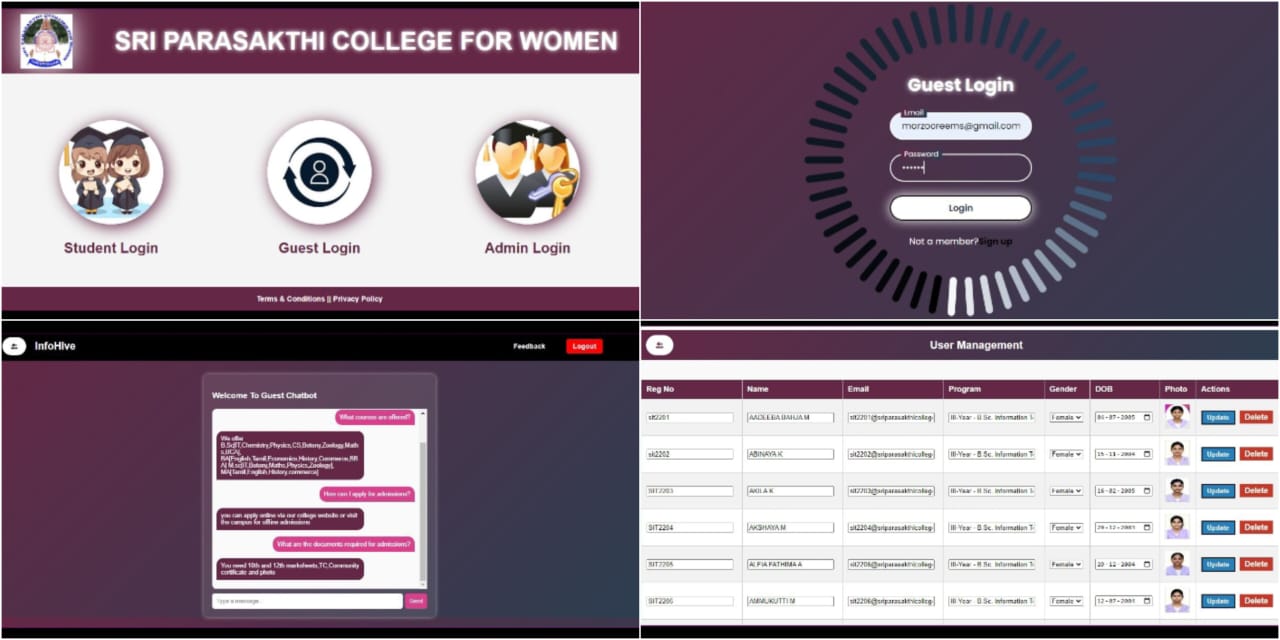 SRI PARASAKTHI COLLEGE FOR WOMEN
Student Login
Guest Login
Admin Login
Terms & Conditions || Privacy Policy
Guest Login
Email
marzooreems@gmail.com
Password
Login
Not a member?Sign up
InfoHive
Feedback
Logout
Welcome To Guest Chatbot
What courses are offered?
We offer
B.Sc[IT,Chemistry,Physics,CS,Botany,Zoology,Math
s,BCA],
BA[English,Tamil,Economics,History,Commerce,BB
A] M.sc[IT,Botany,Maths,Physics,Zoology],
MA[Tamil,English,History,commerce]
How can I apply for admissions?
you can apply online via our college website or visit
the campus for offline admissions
What are the documents required for admissions?
You need 10th and 12th marksheets,TC,Community
certificate and photo
Type a message...
Send
User Management
Reg No Name Email Program Gender DOB Photo Actions
sit2201 AADEEBA BANJA M sit2201@sriparasakthicolleg III-Year - B.Sc. Information T Female 04-07-2005 Update Delete
sit2202 ABINAYA K sit2202@sriparasakthicolleg III-Year - B.Sc. Information T Female 15-11-2004 Update Delete
SIT2203 AKILA K sit2203@sriparasakthicolleg III-Year - B.Sc. Information T Female 16-02-2005 Update Delete
SIT2204 AKSHAYA M sit2204@sriparasakthicolleg III-Year - B.Sc. Information T Female Update Delete
SIT2205 ALFIA FATHIMA A sit2205@sriparasakthicolleg III-Year - B.Sc. Information T Female 20-12-2004 Update Delete
SIT2206 AMMUKUTTI M sit2206@sriparasakthicolleg III-Year - B.Sc. Information T Female 12-07-2004 Update Delete